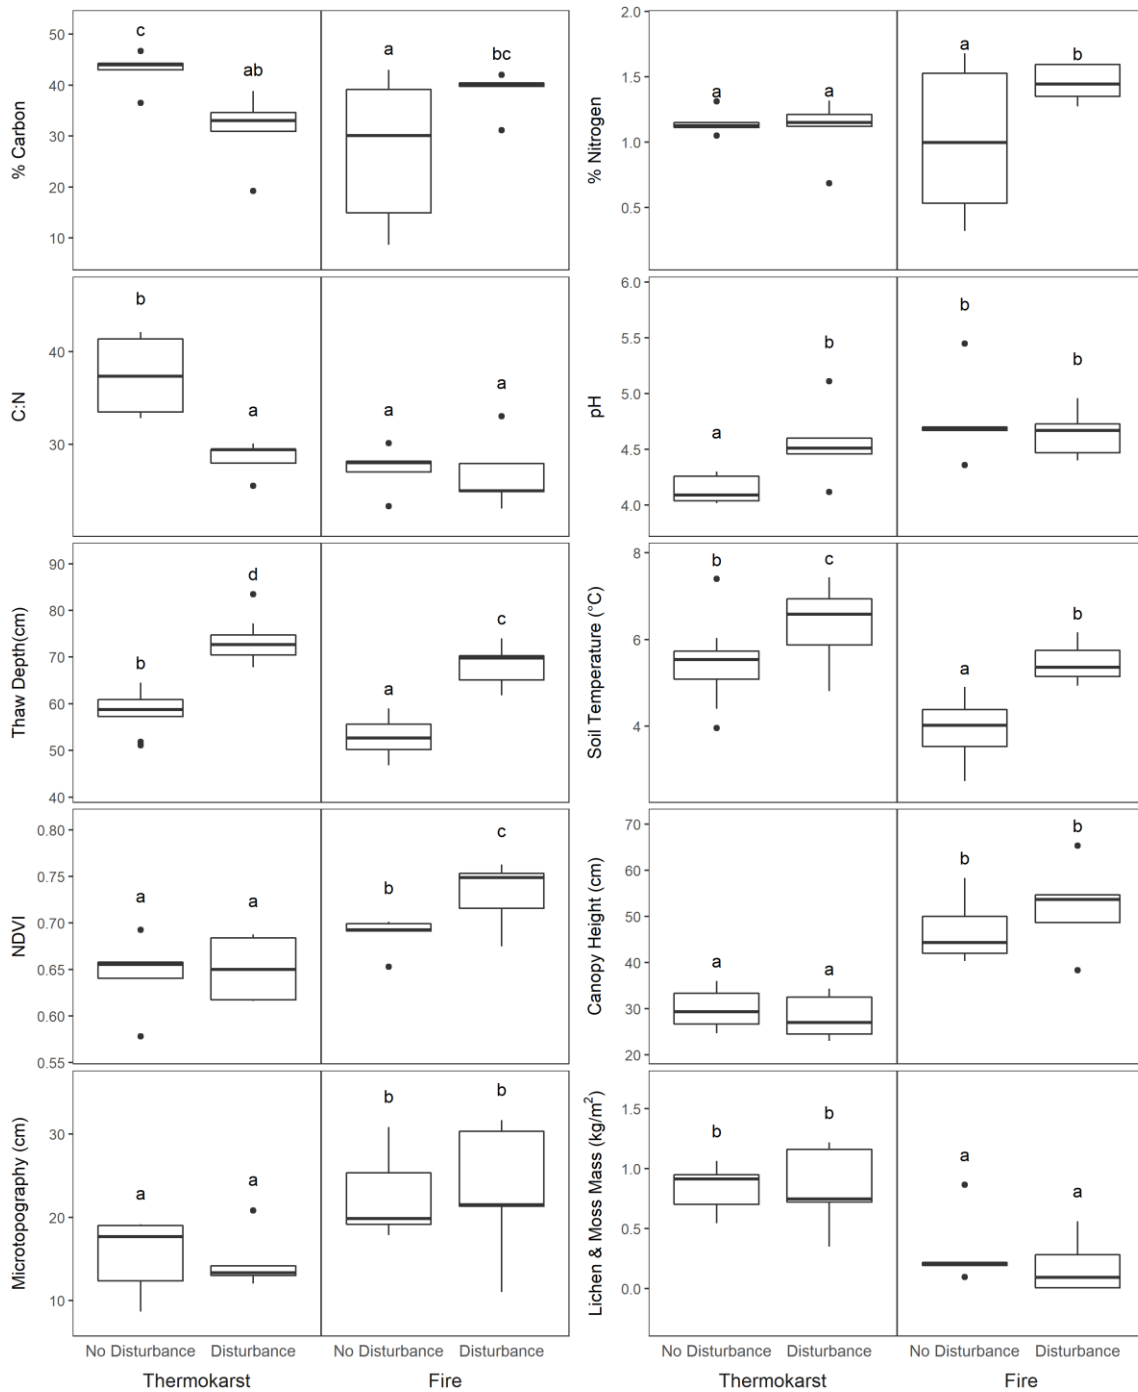 % Carbon
50
40
30
20
10
c
ab
a
bc
% Nitrogen
2.0
1.5
1.0
0.5
a
a
a
b
C:N
40
30
b
a
a
a
pH
6.0
5.5
5.0
4.5
4.0
a
b
b
b
Thaw Depth(cm)
90
80
70
60
50
40
b
d
a
c
Soil Temperature (°C)
8
6
4
b
c
a
b
NDVI
0.80
0.75
0.70
0.65
0.60
0.55
a
a
b
c
Canopy Height (cm)
70
60
50
40
30
20
a
a
b
b
Microtopography (cm)
30
20
10
a
a
b
b
Lichen & Moss Mass (kg/m²)
1.5
1.0
0.5
0.0
b
b
a
a
No Disturbance Disturbance No Disturbance Disturbance
Thermokarst Fire
No Disturbance Disturbance No Disturbance Disturbance
Thermokarst Fire